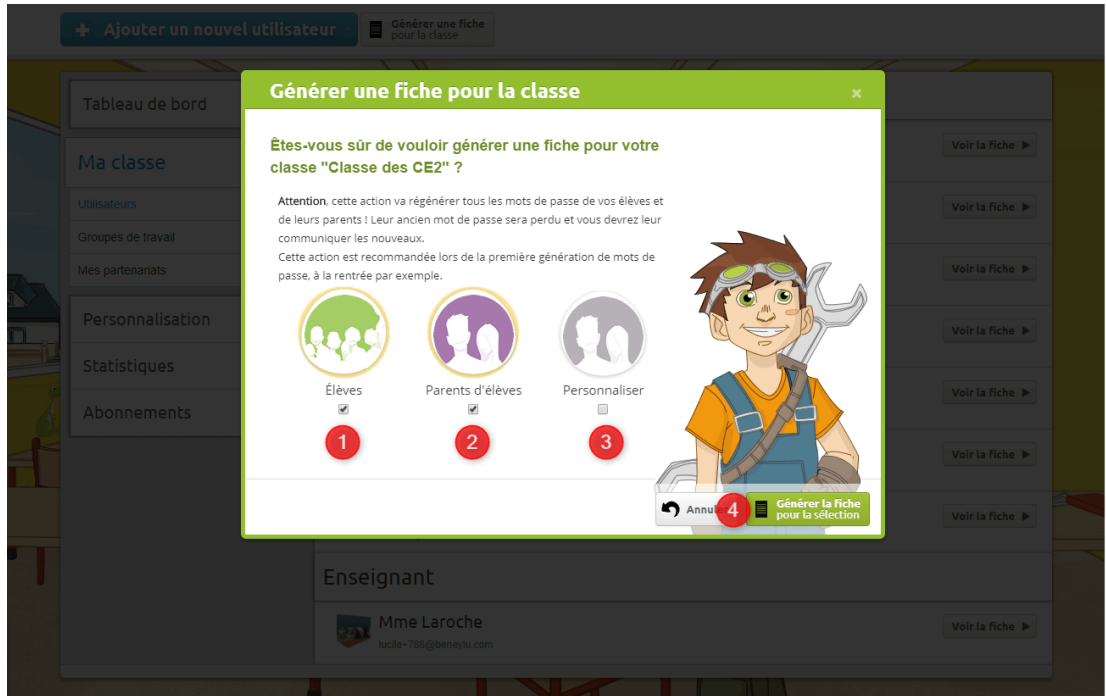 + Ajouter un nouvel utilisateur
Générer une fiche
pour la classe
Générer une fiche pour la classe
×
Êtes-vous sûr de vouloir générer une fiche pour votre
classe "Classe des CE2" ?
Attention, cette action va régénérer tous les mots de passe de vos élèves et
de leurs parents ! Leur ancien mot de passe sera perdu et vous devrez leur
communiquer les nouveaux.
Cette action est recommandée lors de la première génération de mots de
passe, à la rentrée par exemple.
Élèves
Parents d'élèves
Personnaliser
1
2
3
Annuler
4
Générer la fiche
pour la sélection
Tableau de bord
Ma classe
Utilisateurs
Groupes de travail
Mes partenariats
Personnalisation
Statistiques
Abonnements
Voir la fiche
Voir la fiche
Voir la fiche
Voir la fiche
Voir la fiche
Voir la fiche
Voir la fiche
Enseignant
Mme Laroche
lucile+788@beneylu.com
Voir la fiche